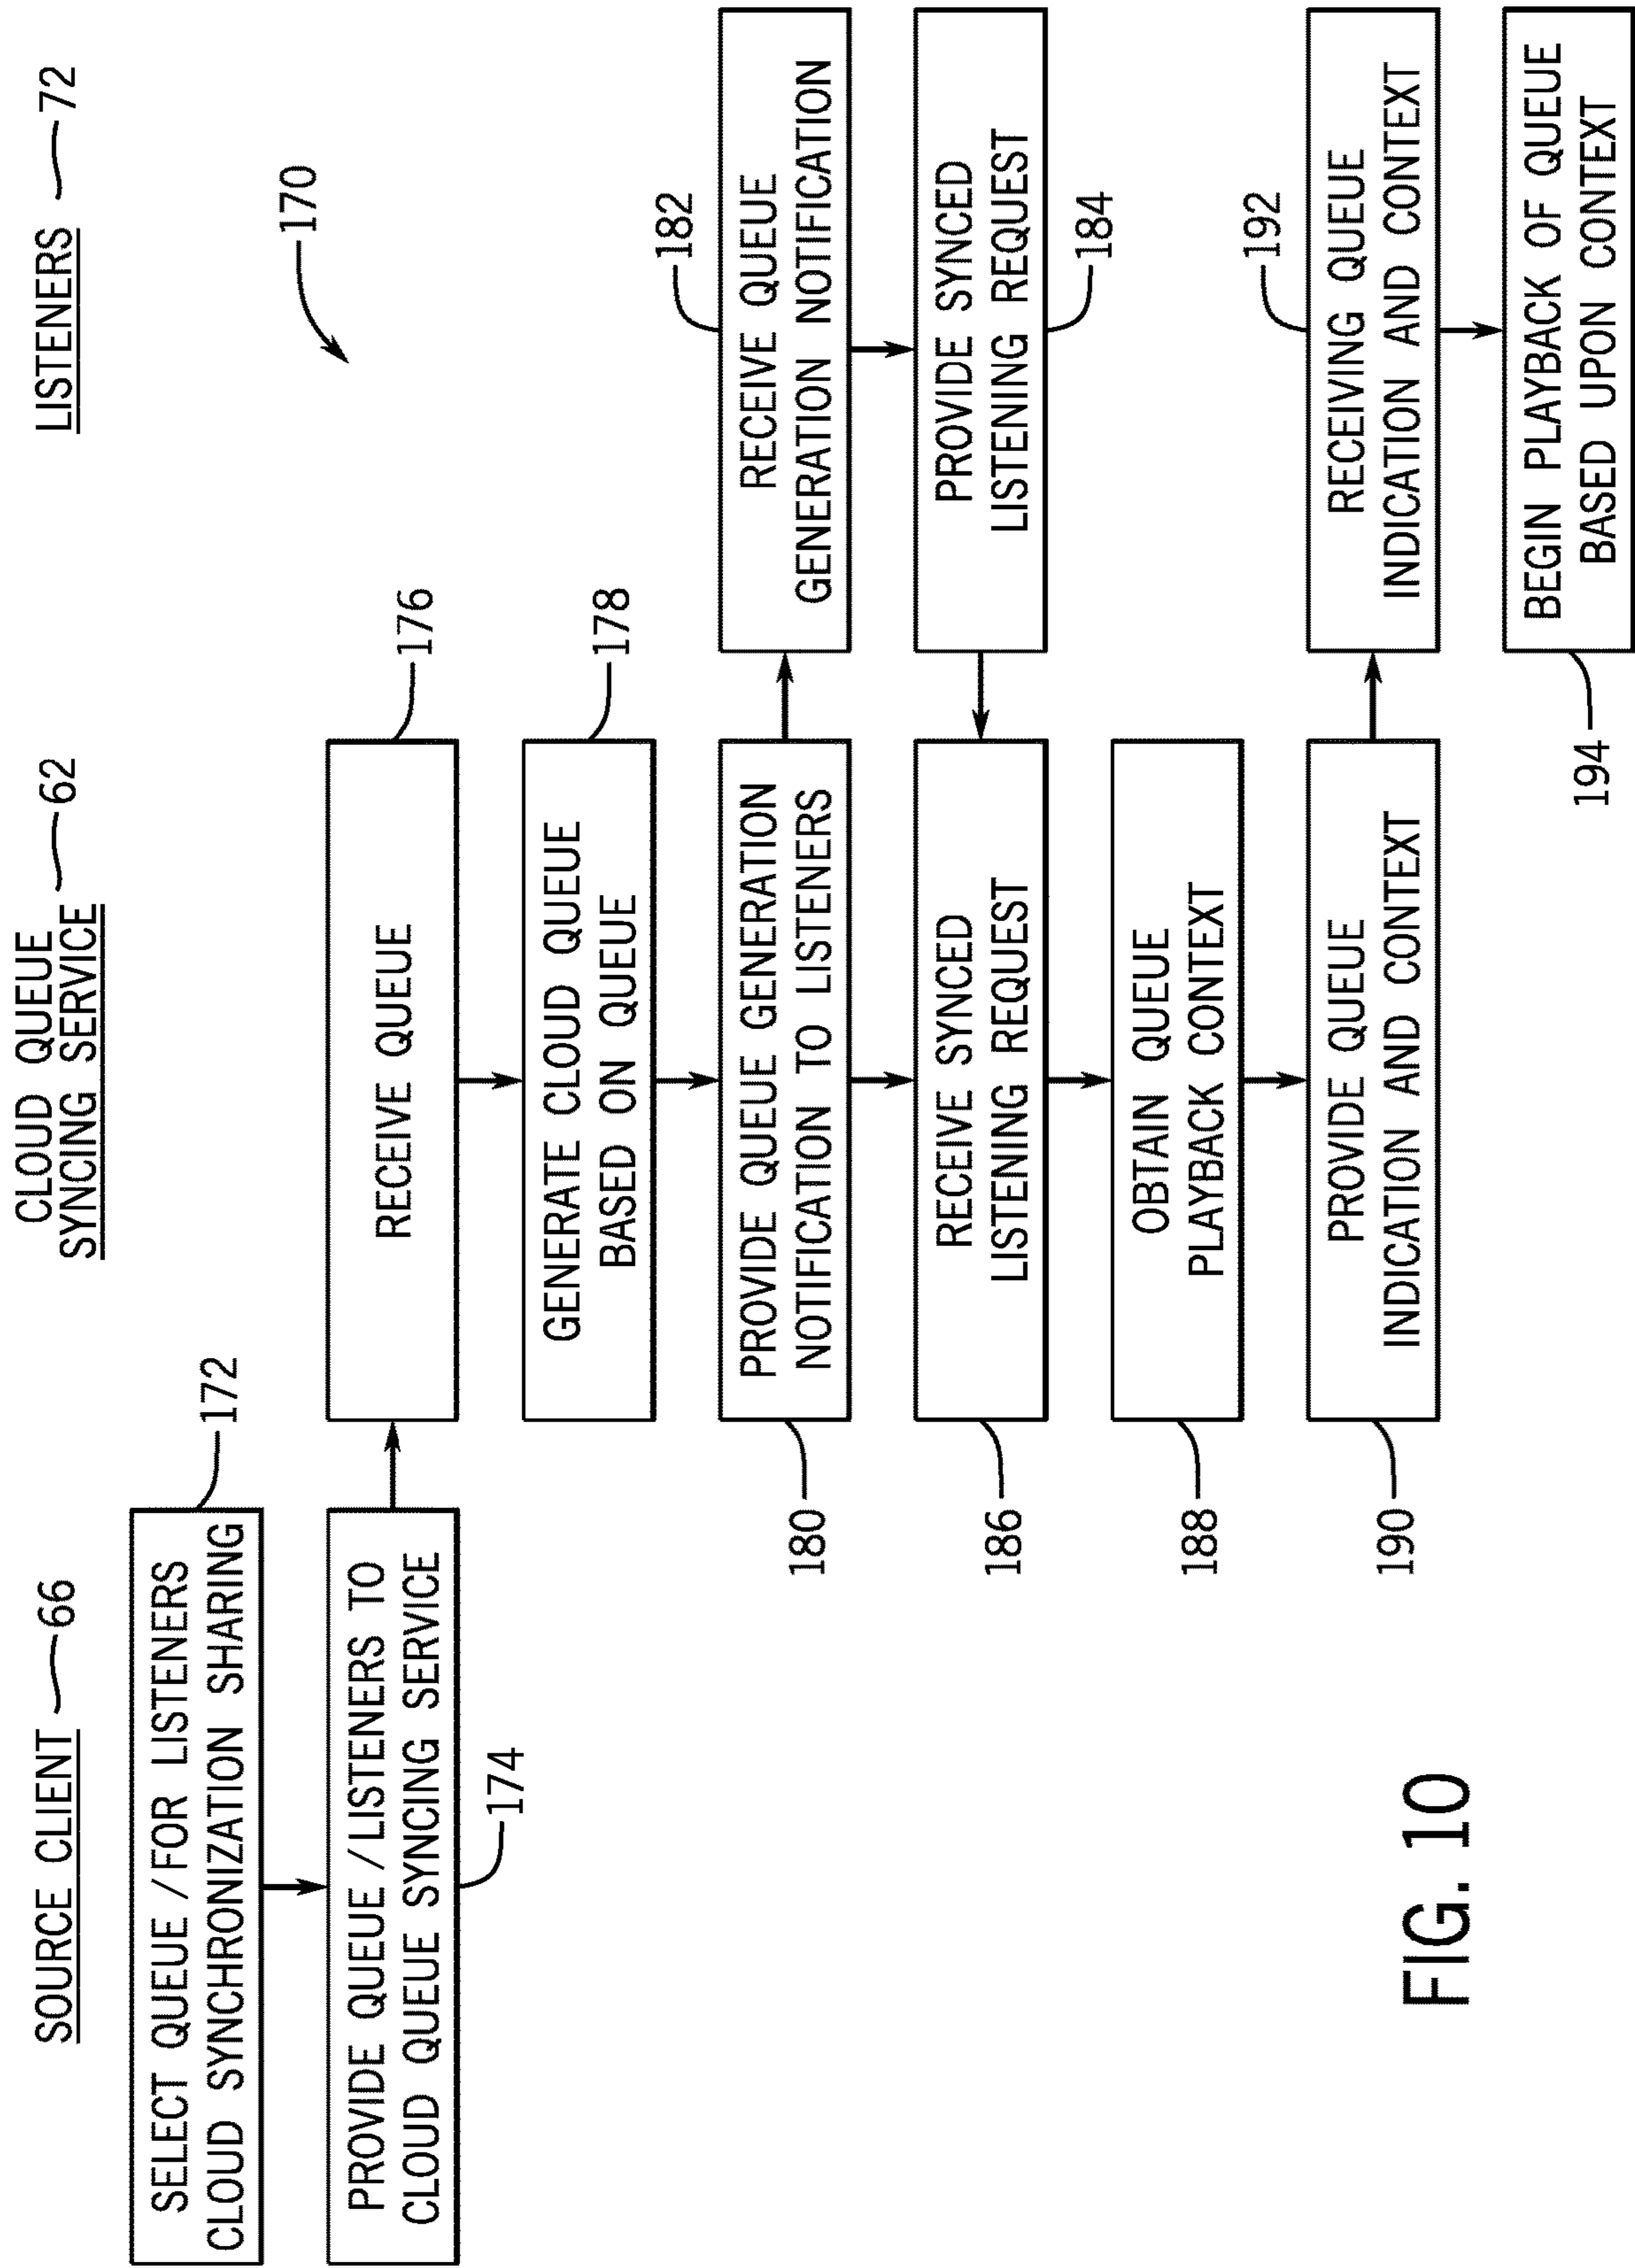 SOURCE CLIENT 66
SELECT QUEUE/FOR LISTENERS
CLOUD SYNCHRONIZATION SHARING
172
PROVIDE QUEUE/LISTENERS TO
CLOUD QUEUE SYNCING SERVICE
174
CLOUD QUEUE
SYNCING SERVICE 62
RECEIVE QUEUE
176
GENERATE CLOUD QUEUE
BASED ON QUEUE
178
PROVIDE QUEUE GENERATION
NOTIFICATION TO LISTENERS
180
RECEIVE SYNCED
LISTENING REQUEST
186
OBTAIN QUEUE
PLAYBACK CONTEXT
188
PROVIDE QUEUE
INDICATION AND CONTEXT
190
LISTENERS 72
170
182
RECEIVE QUEUE
GENERATION NOTIFICATION
PROVIDE SYNCED
LISTENING REQUEST
184
192
RECEIVING QUEUE
INDICATION AND CONTEXT
BEGIN PLAYBACK OF QUEUE
BASED UPON CONTEXT
194
FIG. 10